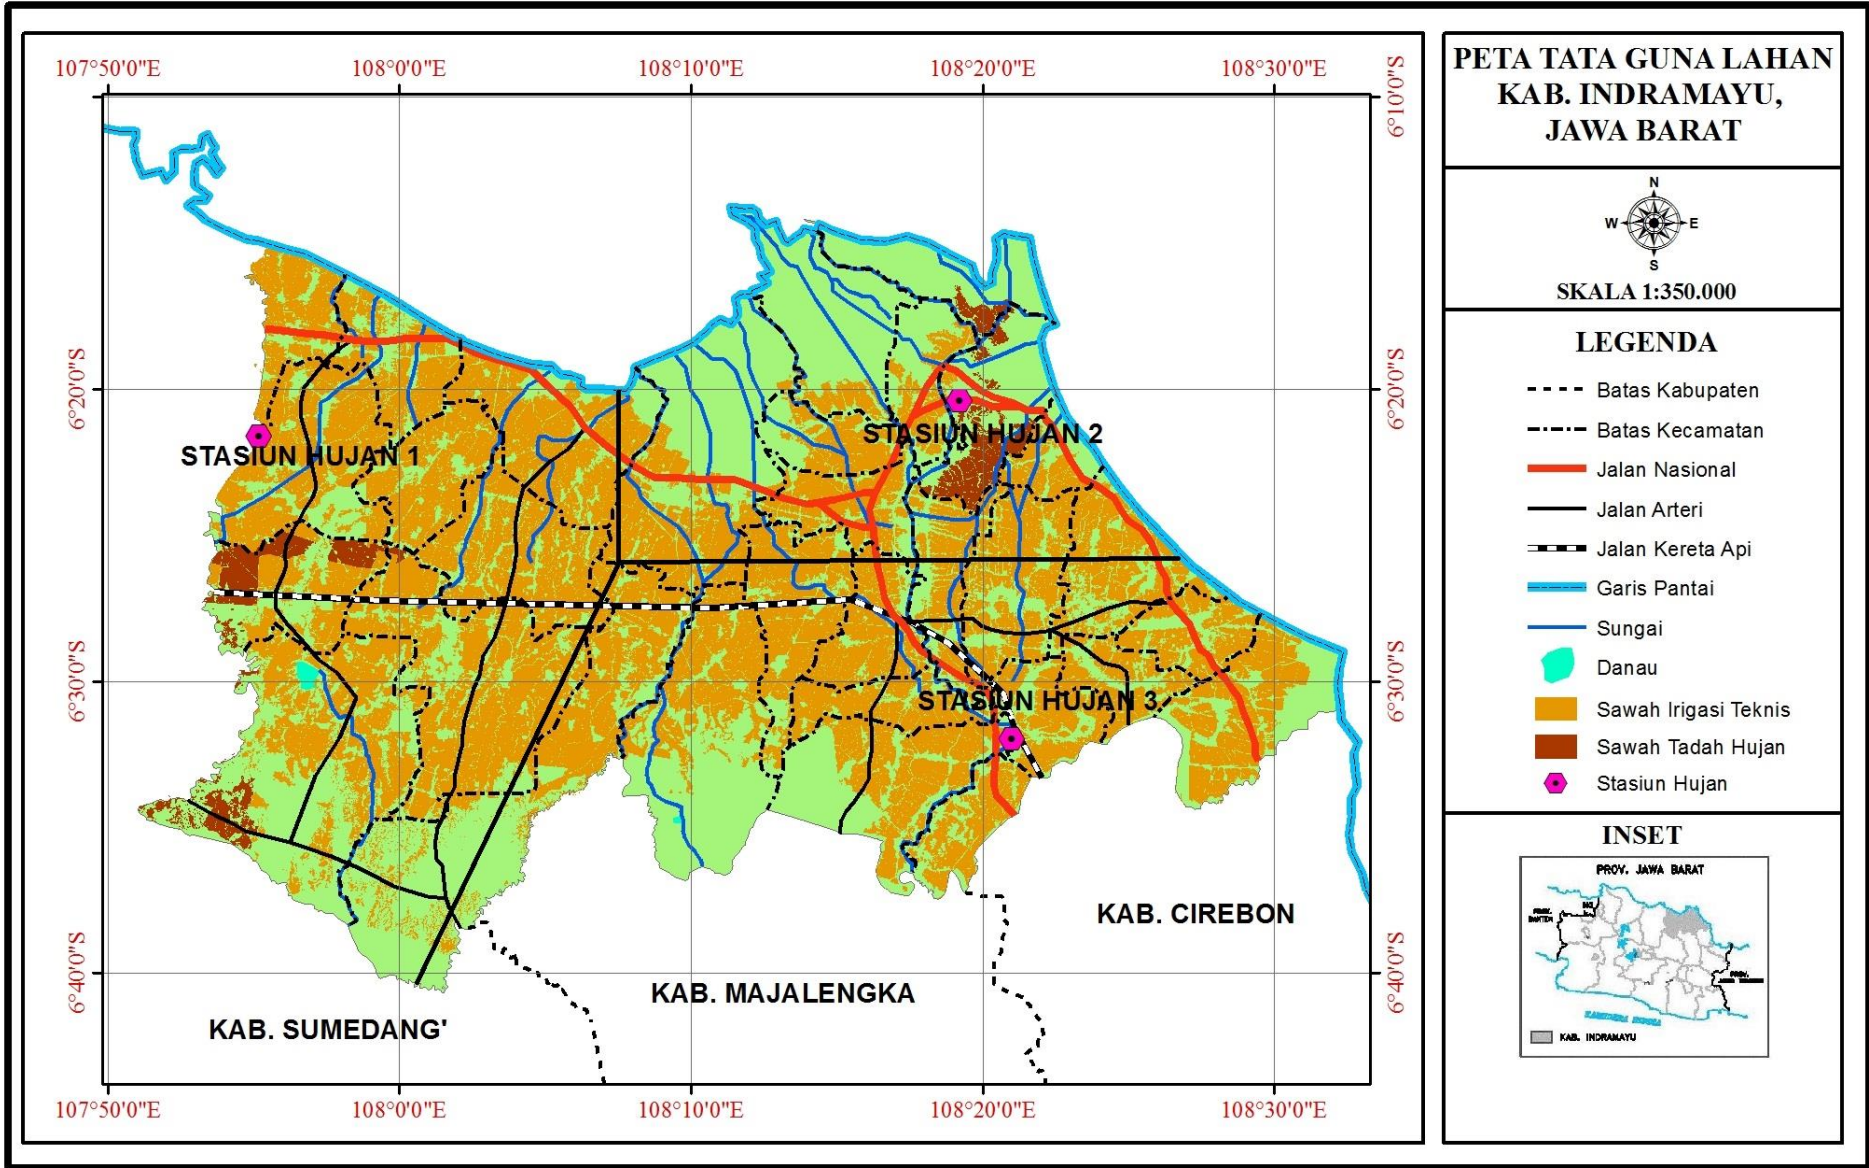 107°50'0"E 108°0'0"E 108°10'0"E 108°20'0"E 108°30'0"E
6°10'0"S
6°20'0"S
6°20'0"S
6°30'0"S
6°30'0"S
6°40'0"S
6°40'0"S
STASIUN HUJAN 1
STASIUN HUJAN 2
STASIUN HUJAN 3
KAB. CIREBON
KAB. MAJALENGKA
KAB. SUMEDANG'
107°50'0"E 108°0'0"E 108°10'0"E 108°20'0"E 108°30'0"E
PETA TATA GUNA LAHAN
KAB. INDRAMAYU,
JAWA BARAT
N
W E
S
SKALA 1:350.000
LEGENDA
Batas Kabupaten
Batas Kecamatan
Jalan Nasional
Jalan Arteri
Jalan Kereta Api
Garis Pantai
Sungai
Danau
Sawah Irigasi Teknis
Sawah Tadah Hujan
Stasiun Hujan
INSET
PROV. JAWA BARAT
PROV.
BANTEN
PROV.
KAB. INDRAMAYU